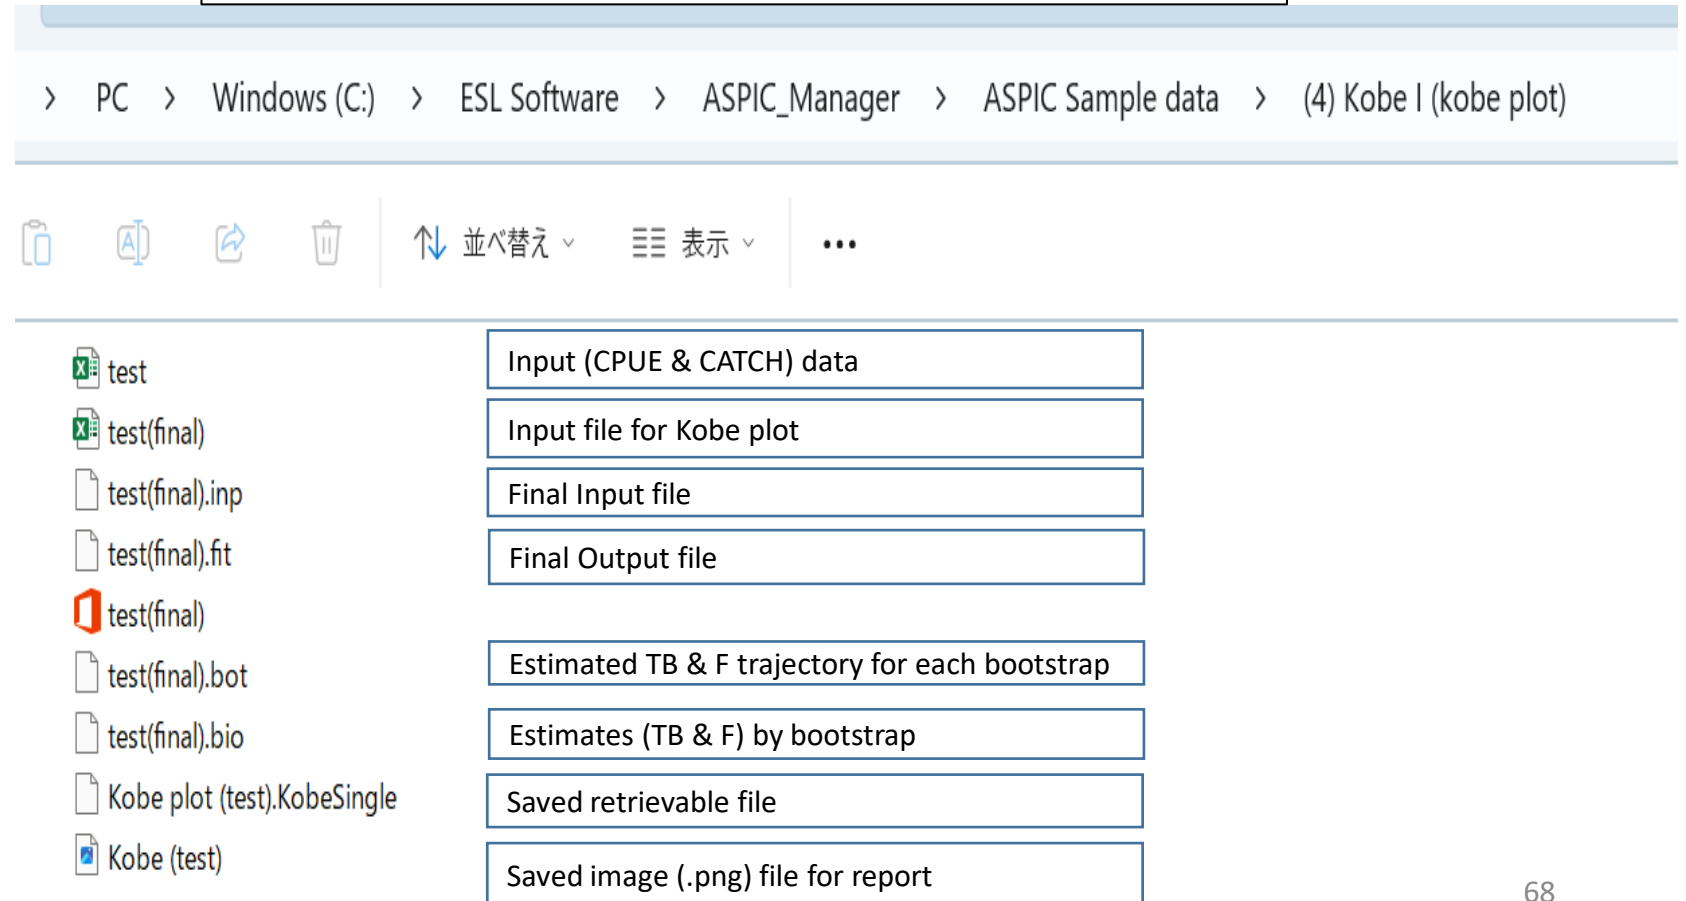 > PC > Windows (C:) > ESL Software > ASPIC_Manager > ASPIC Sample data > (4) Kobe I (kobe plot)
並べ替え 表示 •••
test Input (CPUE & CATCH) data
test(final) Input file for Kobe plot
test(final).inp Final Input file
test(final).fit Final Output file
test(final)
test(final).bot Estimated TB & F trajectory for each bootstrap
test(final).bio Estimates (TB & F) by bootstrap
Kobe plot (test).KobeSingle Saved retrievable file
Kobe (test) Saved image (.png) file for report
68